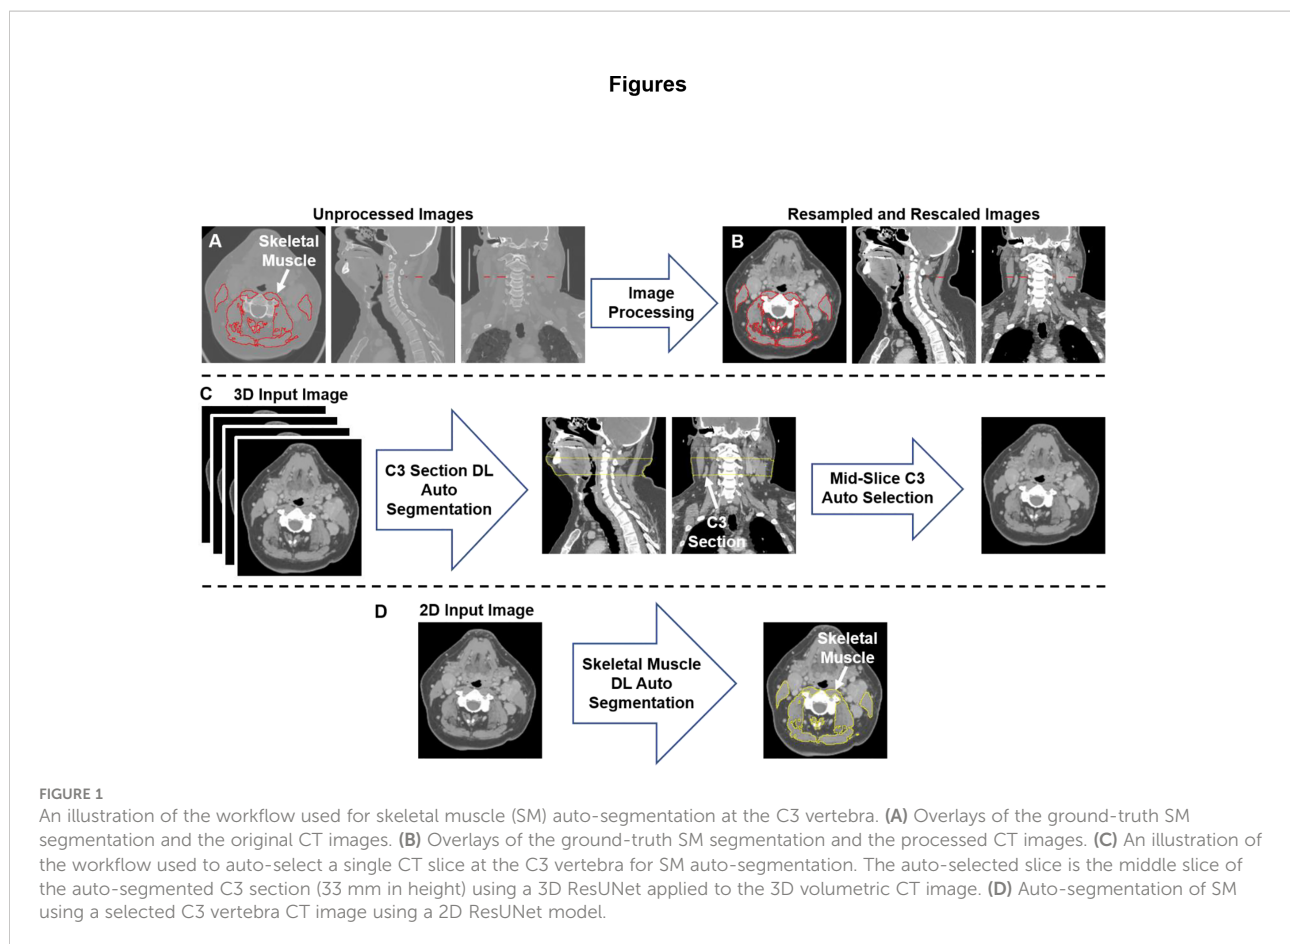 Figures
Unprocessed Images
Resampled and Rescaled Images
A
Skeletal
Muscle
Image
Processing
B
C
3D Input Image
C3 Section DL
Auto
Segmentation
C3
Section
Mid-Slice C3
Auto Selection
D
2D Input Image
Skeletal Muscle
DL Auto
Segmentation
Skeletal
Muscle
FIGURE 1
An illustration of the workflow used for skeletal muscle (SM) auto-segmentation at the C3 vertebra. (A) Overlays of the ground-truth SM
segmentation and the original CT images. (B) Overlays of the ground-truth SM segmentation and the processed CT images. (C) An illustration of
the workflow used to auto-select a single CT slice at the C3 vertebra for SM auto-segmentation. The auto-selected slice is the middle slice of
the auto-segmented C3 section (33 mm in height) using a 3D ResUNet applied to the 3D volumetric CT image. (D) Auto-segmentation of SM
using a selected C3 vertebra CT image using a 2D ResUNet model.